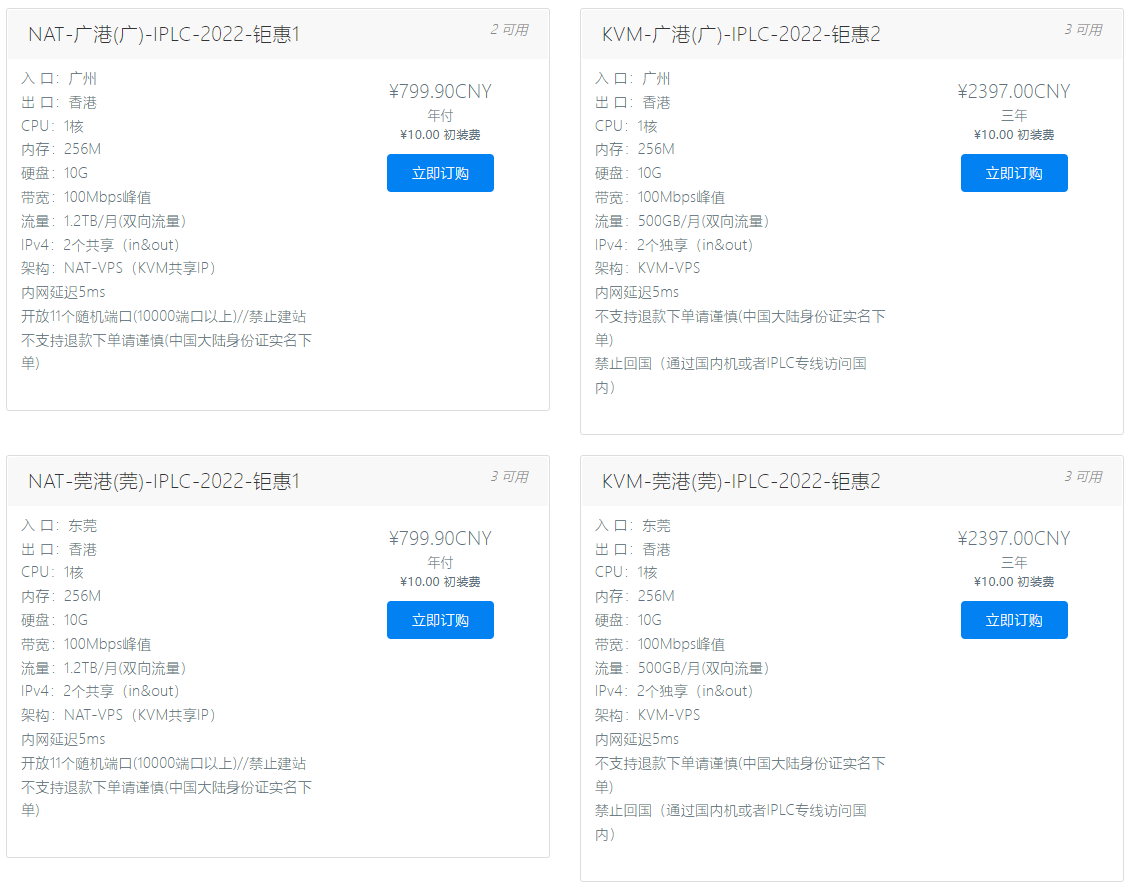 NAT-广港(广)-IPLC-2022-钜惠1
2 可用
入 口：广州
出 口：香港
CPU：1核
内存：256M
硬盘：10G
带宽：100Mbps峰值
流量：1.2TB/月(双向流量)
IPv4：2个共享（in&out）
架构：NAT-VPS（KVM共享IP）
内网延迟5ms
开放11个随机端口(10000端口以上)//禁止建站
不支持退款下单请谨慎(中国大陆身份证实名下
单)
¥799.90CNY
年付
¥10.00 初装费
立即订购
KVM-广港(广)-IPLC-2022-钜惠2
3 可用
入 口：广州
出 口：香港
CPU：1核
内存：256M
硬盘：10G
带宽：100Mbps峰值
流量：500GB/月(双向流量)
IPv4：2个独享（in&out）
架构：KVM-VPS
内网延迟5ms
不支持退款下单请谨慎(中国大陆身份证实名下
单)
禁止回国（通过国内机或者IPLC专线访问国
内）
¥2397.00CNY
三年
¥10.00 初装费
立即订购
NAT-莞港(莞)-IPLC-2022-钜惠1
3 可用
入 口：东莞
出 口：香港
CPU：1核
内存：256M
硬盘：10G
带宽：100Mbps峰值
流量：1.2TB/月(双向流量)
IPv4：2个共享（in&out）
架构：NAT-VPS（KVM共享IP）
内网延迟5ms
开放11个随机端口(10000端口以上)//禁止建站
不支持退款下单请谨慎(中国大陆身份证实名下
单)
¥799.90CNY
年付
¥10.00 初装费
立即订购
KVM-莞港(莞)-IPLC-2022-钜惠2
3 可用
入 口：东莞
出 口：香港
CPU：1核
内存：256M
硬盘：10G
带宽：100Mbps峰值
流量：500GB/月(双向流量)
IPv4：2个独享（in&out）
架构：KVM-VPS
内网延迟5ms
不支持退款下单请谨慎(中国大陆身份证实名下
单)
禁止回国（通过国内机或者IPLC专线访问国
内）
¥2397.00CNY
三年
¥10.00 初装费
立即订购